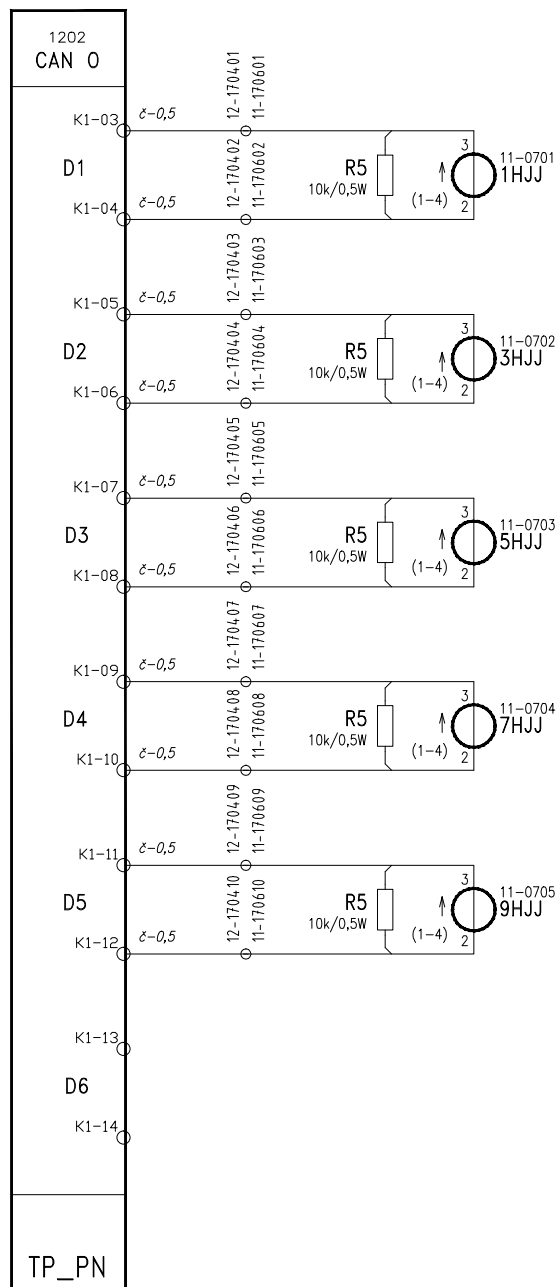 1202
CAN 0
K1-03
č-0,5
12-170401
11-170601
D1
12-170402
11-170602
R5
10k/0,5W
(1-4)
3
2
11-0701
1HJJ
K1-04
č-0,5
K1-05
č-0,5
12-170403
11-170603
D2
12-170404
11-170604
R5
10k/0,5W
(1-4)
3
2
11-0702
3HJJ
K1-06
č-0,5
K1-07
č-0,5
12-170405
11-170605
D3
12-170406
11-170606
R5
10k/0,5W
(1-4)
3
2
11-0703
5HJJ
K1-08
č-0,5
K1-09
č-0,5
12-170407
11-170607
D4
12-170408
11-170608
R5
10k/0,5W
(1-4)
3
2
11-0704
7HJJ
K1-10
č-0,5
K1-11
č-0,5
12-170409
11-170609
D5
12-170410
11-170610
R5
10k/0,5W
(1-4)
3
2
11-0705
9HJJ
K1-12
č-0,5
K1-13
D6
K1-14
TP_PN